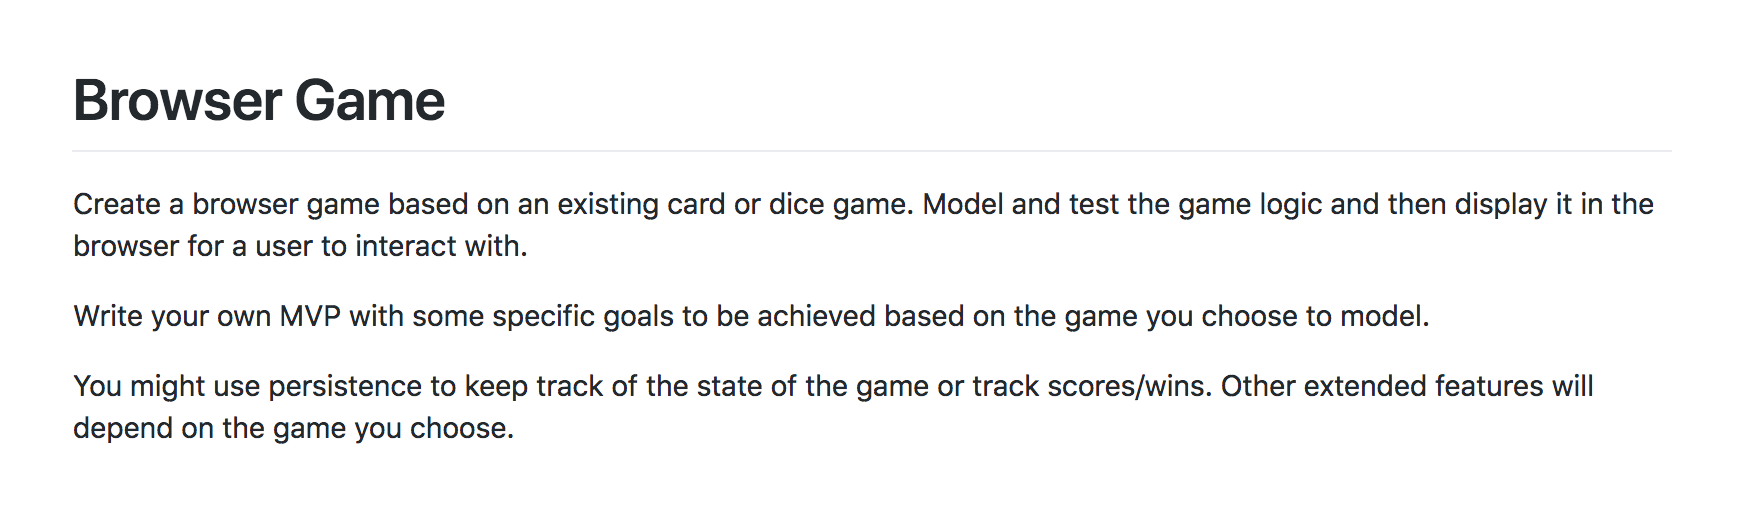 Browser Game
Create a browser game based on an existing card or dice game. Model and test the game logic and then display it in the
browser for a user to interact with.
Write your own MVP with some specific goals to be achieved based on the game you choose to model.
You might use persistence to keep track of the state of the game or track scores/wins. Other extended features will
depend on the game you choose.